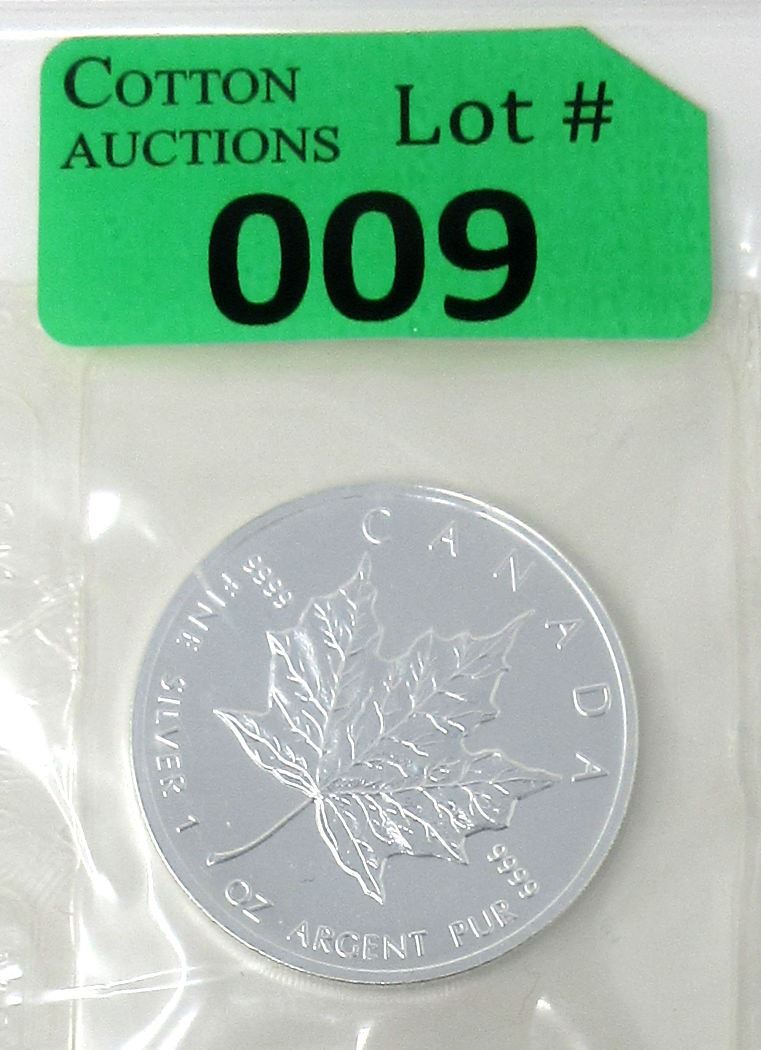 COTTON
AUCTIONS
Lot #
009
CANADA
9999
FINE SILVER 1 OZ ARGENT PUR
9999